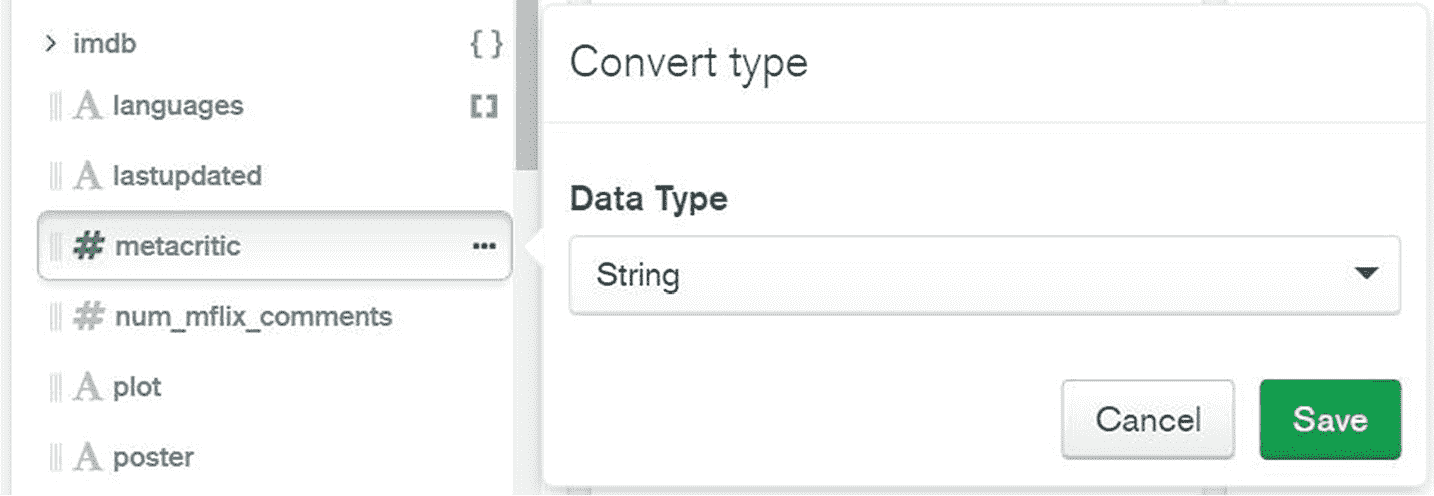 > imdb { }
A languages [ ]
A lastupdated
# metacritic ...
# num_mflix_comments
A plot
A poster
Convert type
Data Type
String
Cancel Save